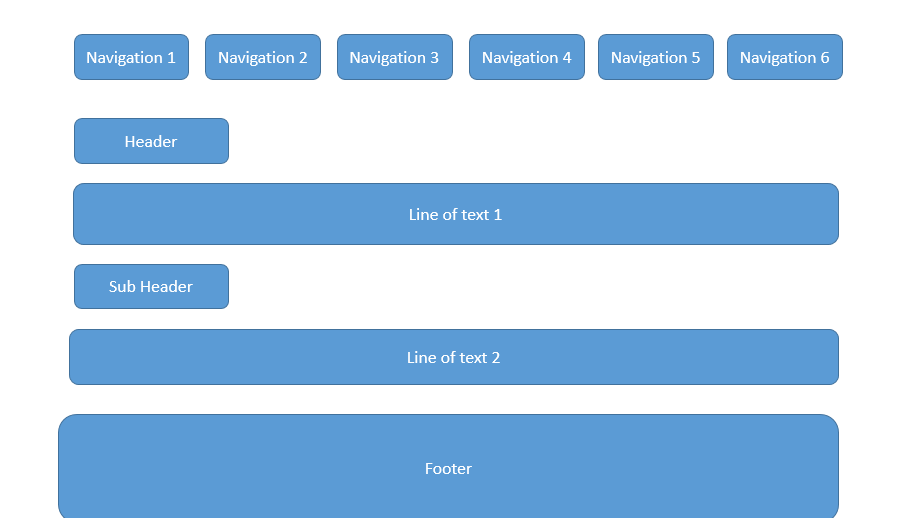 Navigation 1 Navigation 2 Navigation 3 Navigation 4 Navigation 5 Navigation 6
Header
Line of text 1
Sub Header
Line of text 2
Footer